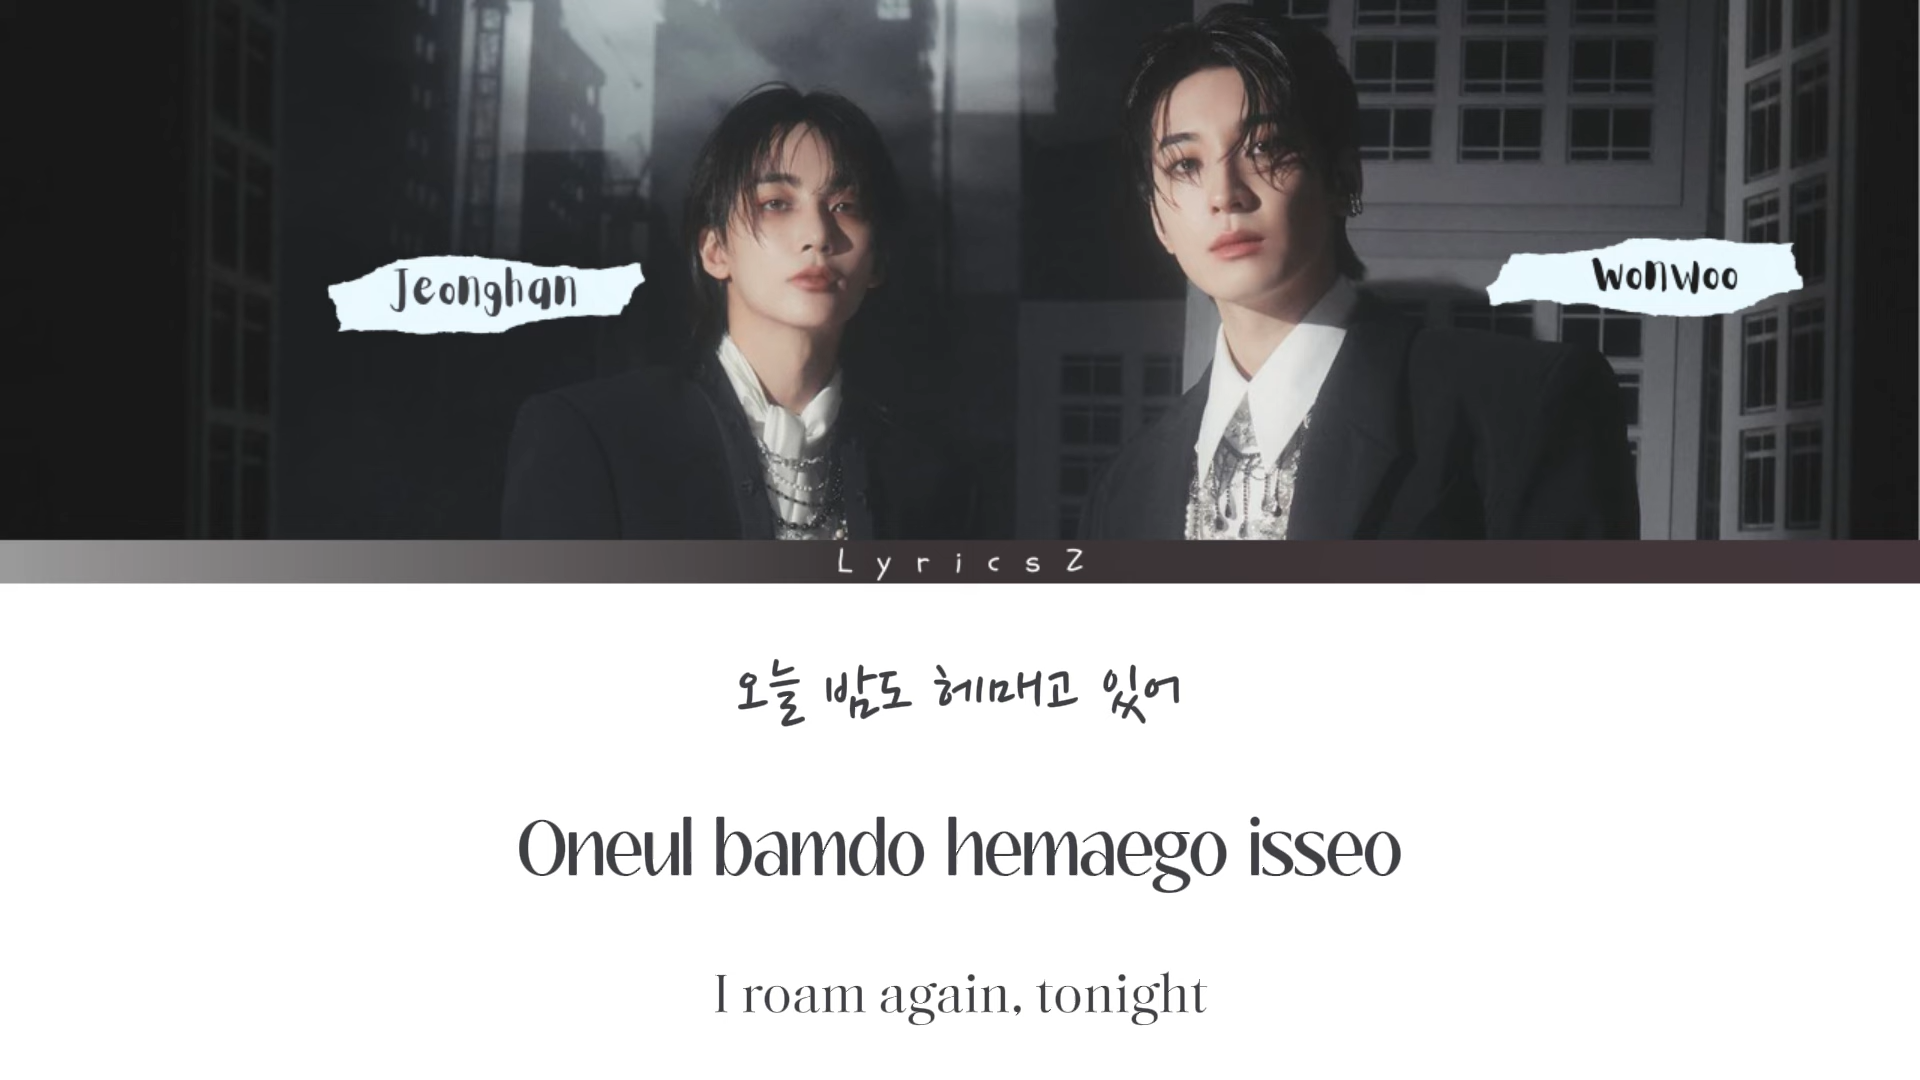 Jeonghan
Wonwoo
LyricsZ
오늘 밤도 헤매고 있어
Oneul bamdo hemaego isseo
I roam again, tonight